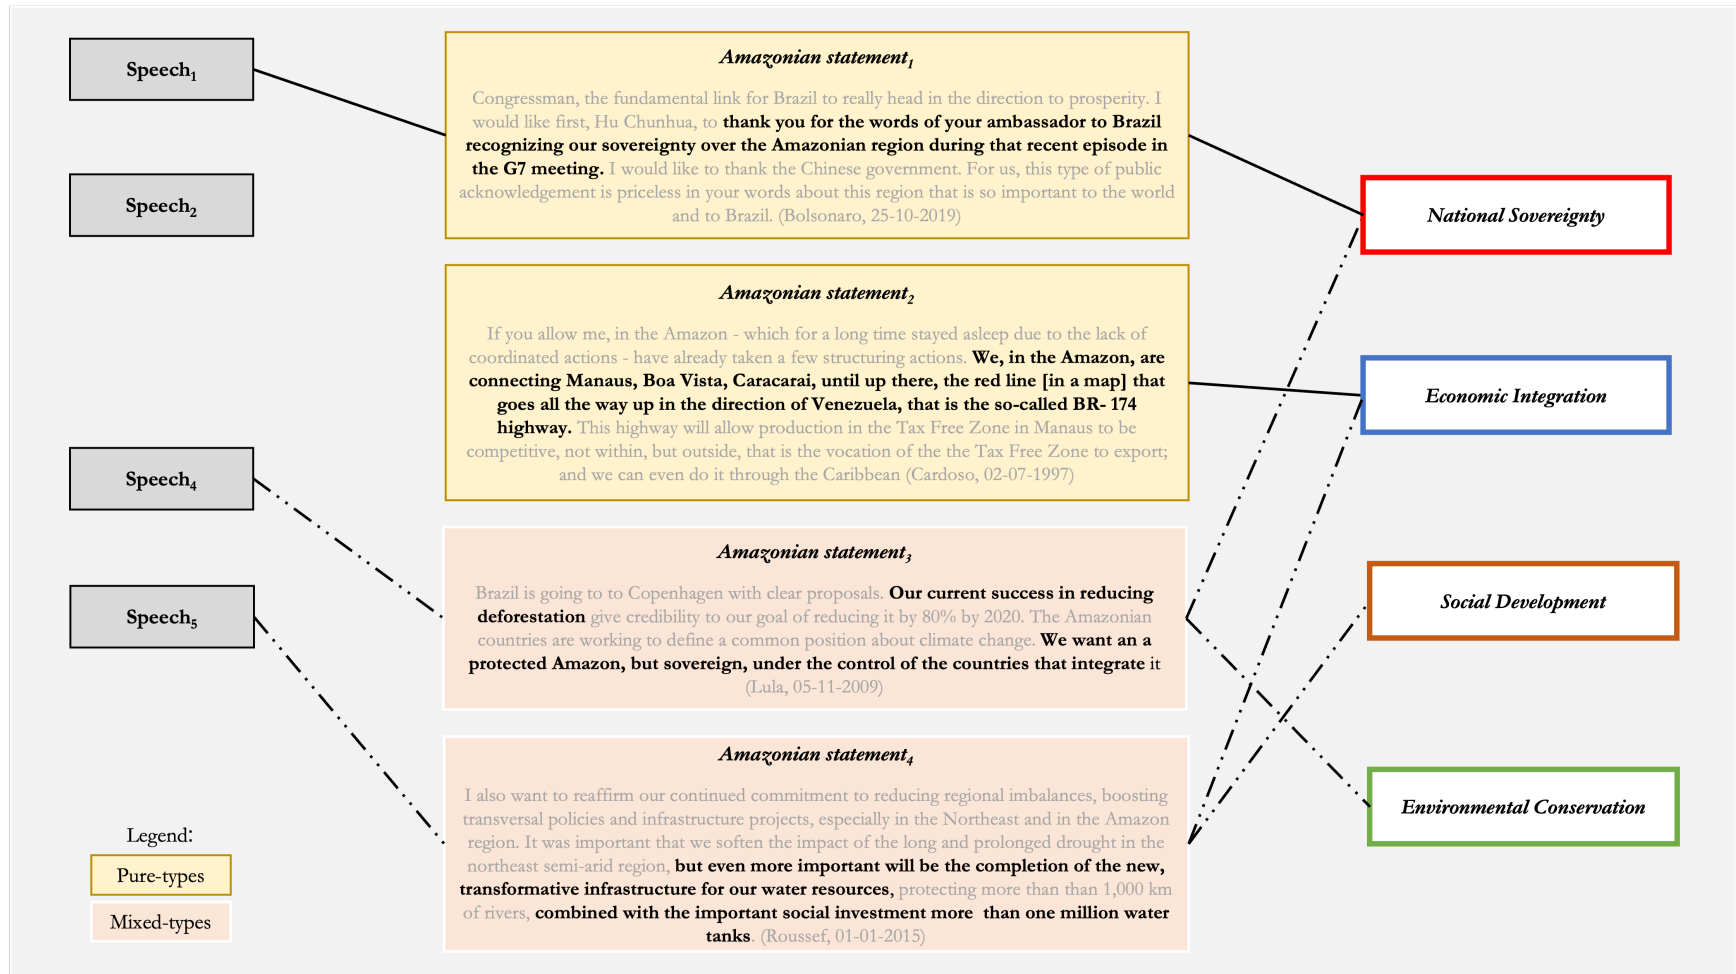 Speech1
Speech2
Speech4
Speech5
Legend:
Pure-types
Mixed-types
Amazonian statement1
Congressman, the fundamental link for Brazil to really head in the direction to prosperity. I
would like first, Hu Chunhua, to thank you for the words of your ambassador to Brazil
recognizing our sovereignty over the Amazonian region during that recent episode in
the G7 meeting. I would like to thank the Chinese government. For us, this type of public
acknowledgement is priceless in your words about this region that is so important to the world
and to Brazil. (Bolsonaro, 25-10-2019)
Amazonian statement2
If you allow me, in the Amazon - which for a long time stayed asleep due to the lack of
coordinated actions - have already taken a few structuring actions. We, in the Amazon, are
connecting Manaus, Boa Vista, Caracarai, until up there, the red line [in a map] that
goes all the way up in the direction of Venezuela, that is the so-called BR- 174
highway. This highway will allow production in the Tax Free Zone in Manaus to be
competitive, not within, but outside, that is the vocation of the the Tax Free Zone to export;
and we can even do it through the Caribbean (Cardoso, 02-07-1997)
Amazonian statement3
Brazil is going to to Copenhagen with clear proposals. Our current success in reducing
deforestation give credibility to our goal of reducing it by 80% by 2020. The Amazonian
countries are working to define a common position about climate change. We want an a
protected Amazon, but sovereign, under the control of the countries that integrate it
(Lula, 05-11-2009)
Amazonian statement4
I also want to reaffirm our continued commitment to reducing regional imbalances, boosting
transversal policies and infrastructure projects, especially in the Northeast and in the Amazon
region. It was important that we soften the impact of the long and prolonged drought in the
northeast semi-arid region, but even more important will be the completion of the new,
transformative infrastructure for our water resources, protecting more than than 1,000 km
of rivers, combined with the important social investment more than one million water
tanks. (Roussef, 01-01-2015)
National Sovereignty
Economic Integration
Social Development
Environmental Conservation